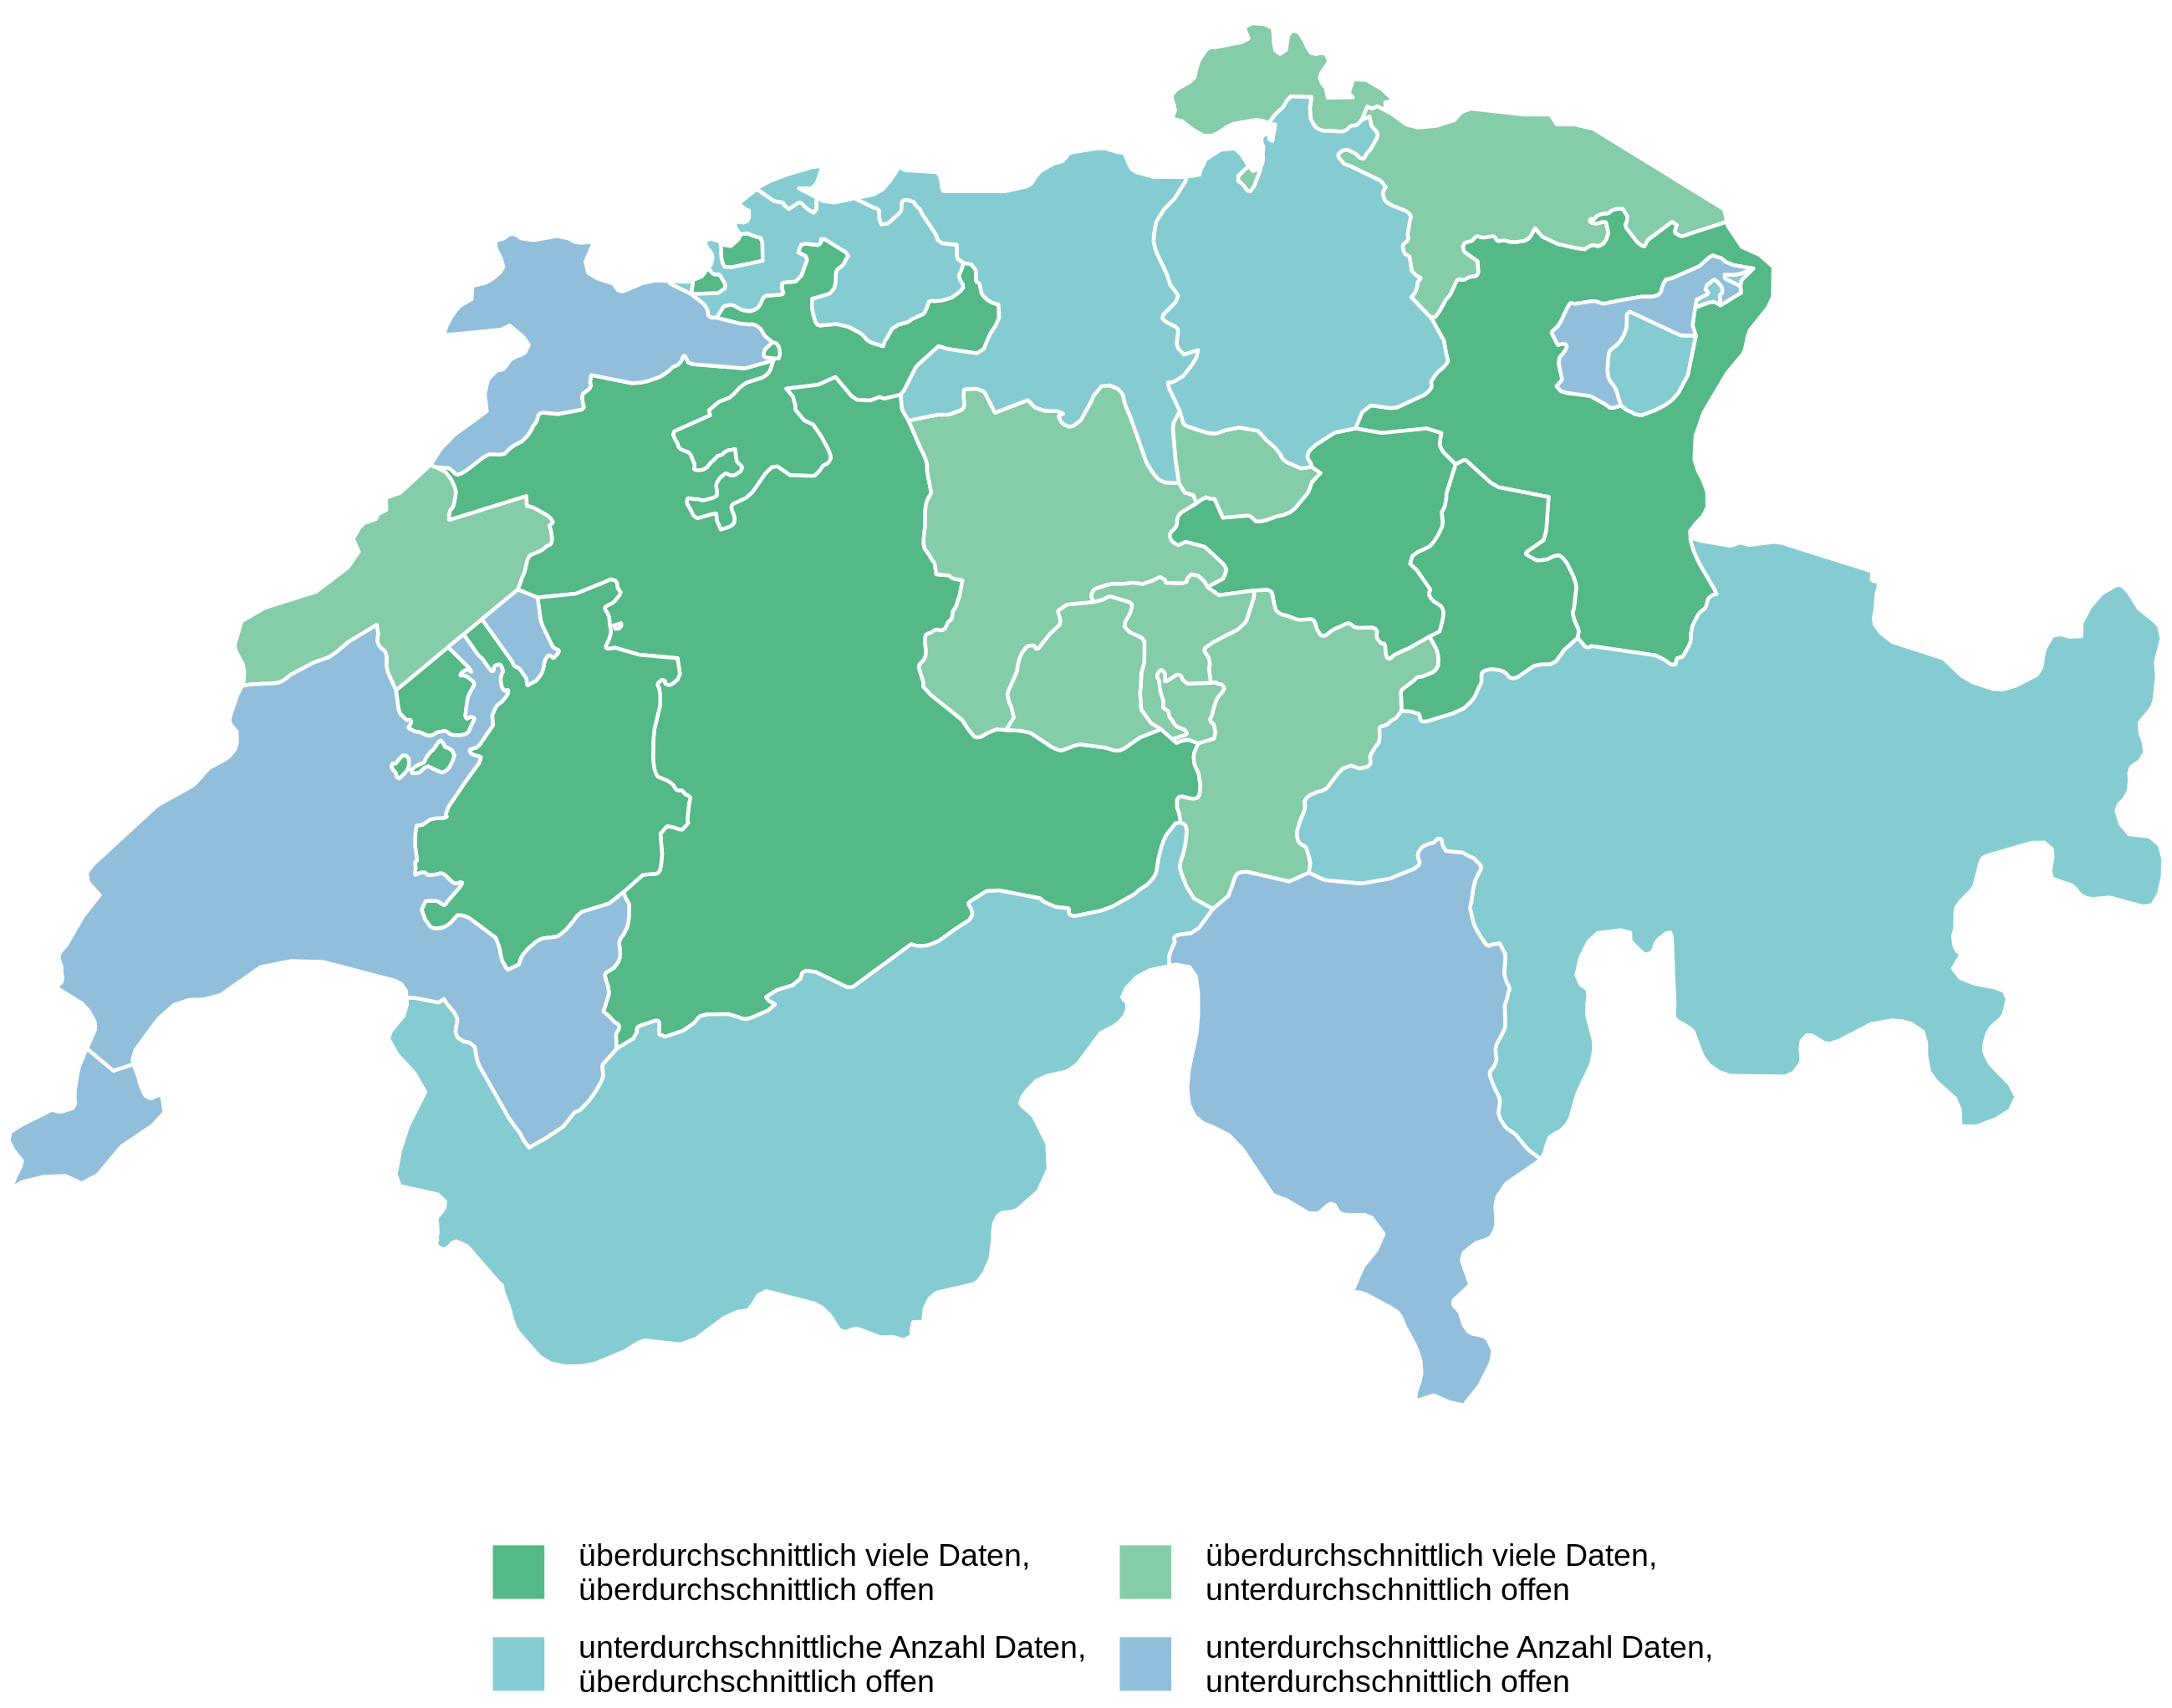 überdurchschnittlich viele Daten,
überdurchschnittlich offen
überdurchschnittlich viele Daten,
unterdurchschnittlich offen
unterdurchschnittliche Anzahl Daten,
überdurchschnittlich offen
unterdurchschnittliche Anzahl Daten,
unterdurchschnittlich offen